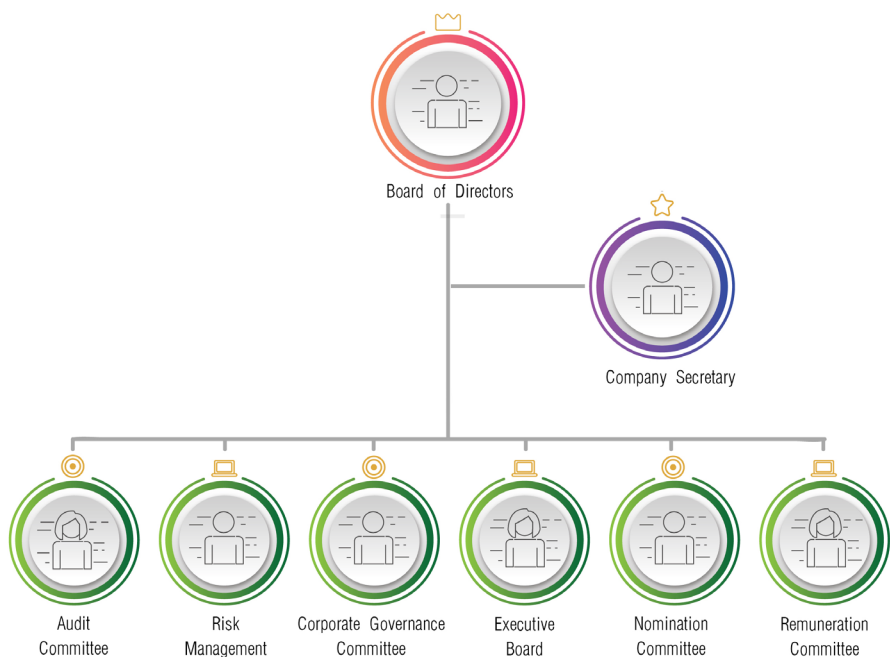 Board of Directors
Company Secretary
Audit
Committee
Risk
Management
Corporate Governance
Committee
Executive
Board
Nomination
Committee
Remuneration
Committee